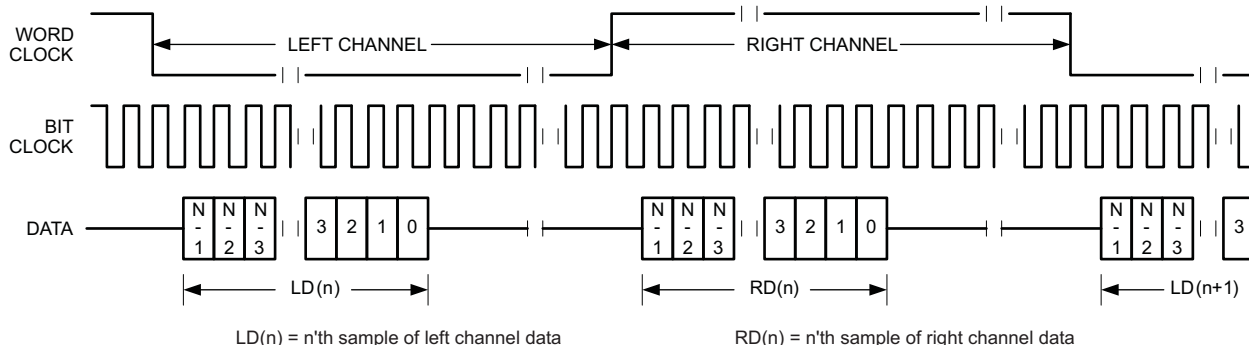 WORD
CLOCK
LEFT CHANNEL
RIGHT CHANNEL
BIT
CLOCK
DATA
N-1 N-2 N-3 3 2 1 0 N-1 N-2 N-3 3 2 1 0 N-1 N-2 N-3 3
LD(n) RD(n) LD(n+1)
LD(n) = n'th sample of left channel data RD(n) = n'th sample of right channel data